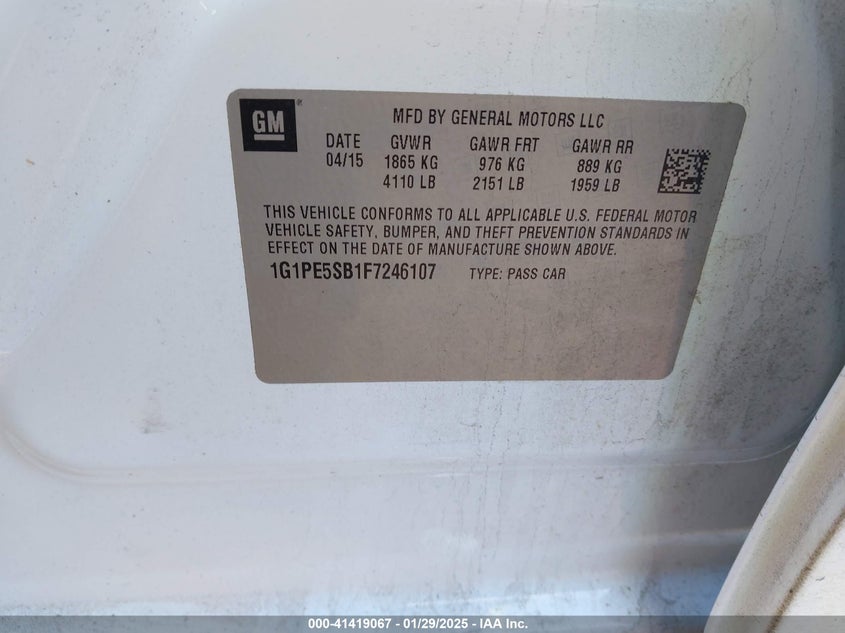 GM
MFD BY GENERAL MOTORS LLC
DATE GVWR GAWR FRT GAWR RR
04/15 1865 KG 976 KG 889 KG
4110 LB 2151 LB 1959 LB
THIS VEHICLE CONFORMS TO ALL APPLICABLE U.S. FEDERAL MOTOR
VEHICLE SAFETY, BUMPER, AND THEFT PREVENTION STANDARDS IN
EFFECT ON THE DATE OF MANUFACTURE SHOWN ABOVE.
1G1PE5SB1F7246107 TYPE: PASS CAR
000-41419067 - 01/29/2025 - IAA Inc.